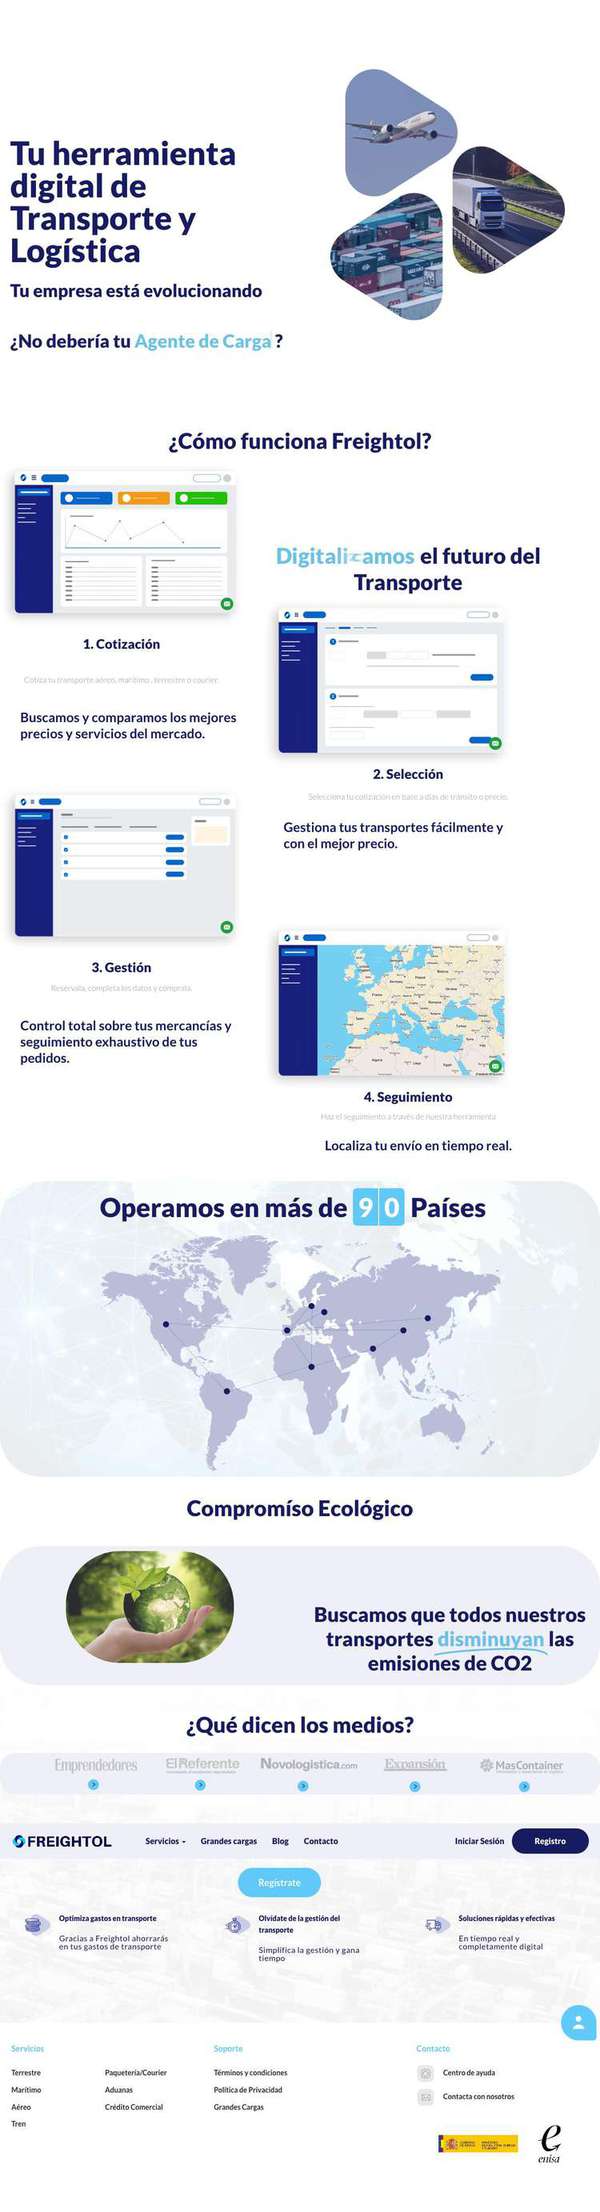 Tu herramienta
digital de
Transporte y
Logística
Tu empresa está evolucionando
¿No debería tu Agente de Carga ?
¿Cómo funciona Freightol?
1. Cotización
Cotiza tu transporte aéreo, marítimo , terrestre o courier.
Buscamos y comparamos los mejores
precios y servicios del mercado.
Digitalizamos el futuro del
Transporte
2. Selección
Selecciona tu cotización en base a días de tránsito o precio.
Gestiona tus transportes fácilmente y
con el mejor precio.
3. Gestión
Resérvala, completa los datos y cómprala.
Control total sobre tus mercancías y
seguimiento exhaustivo de tus
pedidos.
4. Seguimiento
Haz el seguimiento a través de nuestra herramienta
Localiza tu envío en tiempo real.
Operamos en más de 90 Países
Compromíso Ecológico
Buscamos que todos nuestros
transportes disminuyan las
emisiones de CO2
¿Qué dicen los medios?
Emprendedores
El Referente
Novologistica.com
Expansión
MasContainer
FREIGHTOL
Servicios
Grandes cargas
Blog
Contacto
Iniciar Sesión
Registro
Regístrate
Optimiza gastos en transporte
Gracias a Freightol ahorrarás
en tus gastos de transporte
Olvídate de la gestión del
transporte
Simplifica la gestión y gana
tiempo
Soluciones rápidas y efectivas
En tiempo real y
completamente digital
Servicios
Terrestre
Marítimo
Aéreo
Tren
Paquetería/Courier
Aduanas
Crédito Comercial
Soporte
Términos y condiciones
Política de Privacidad
Grandes Cargas
Contacto
Centro de ayuda
Contacta con nosotros
enisa